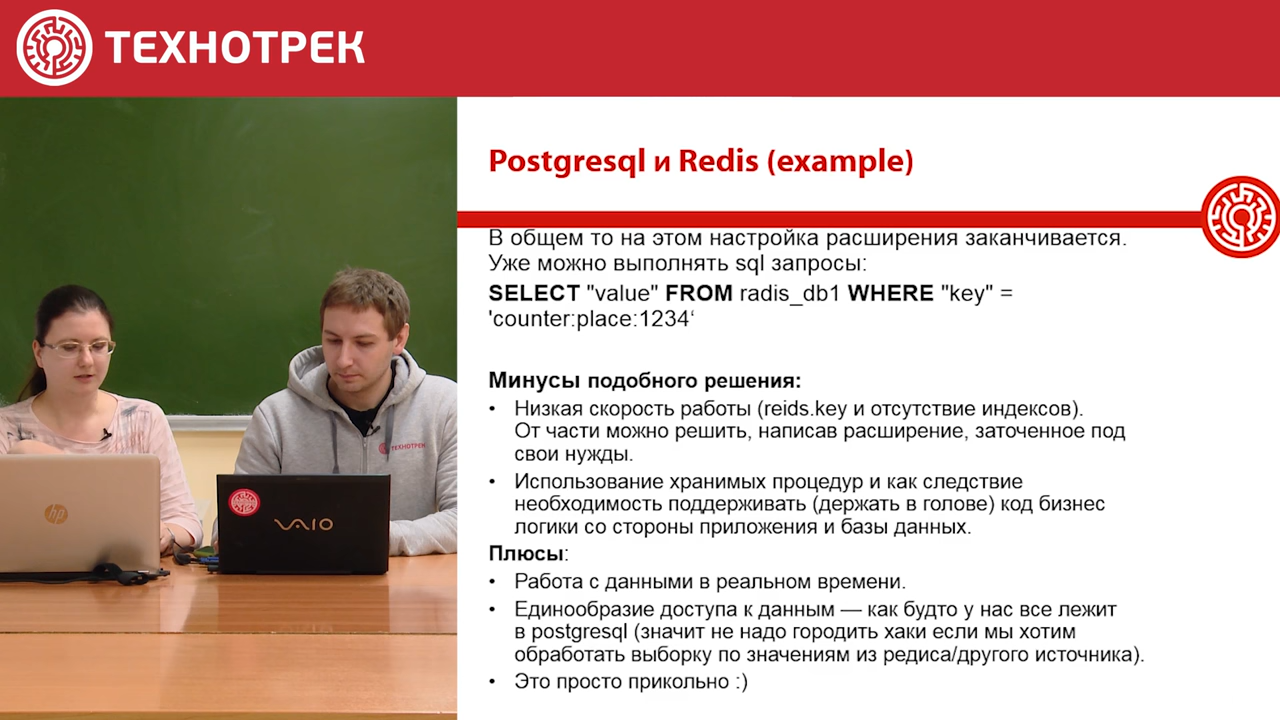 ТЕХНОТРЕК
Postgresql и Redis (example)
В общем то на этом настройка расширения заканчивается.
Уже можно выполнять sql запросы:
SELECT "value" FROM radis_db1 WHERE "key" =
'counter:place:1234‘
Минусы подобного решения:
• Низкая скорость работы (reids.key и отсутствие индексов).
От части можно решить, написав расширение, заточенное под
свои нужды.
• Использование хранимых процедур и как следствие
необходимость поддерживать (держать в голове) код бизнес
логики со стороны приложения и базы данных.
Плюсы:
• Работа с данными в реальном времени.
• Единообразие доступа к данным — как будто у нас все лежит
в postgresql (значит не надо городить хаки если мы хотим
обработать выборку по значениям из редиса/другого источника).
• Это просто прикольно :)
ТЕХНОТРЕК
hp
VAIO